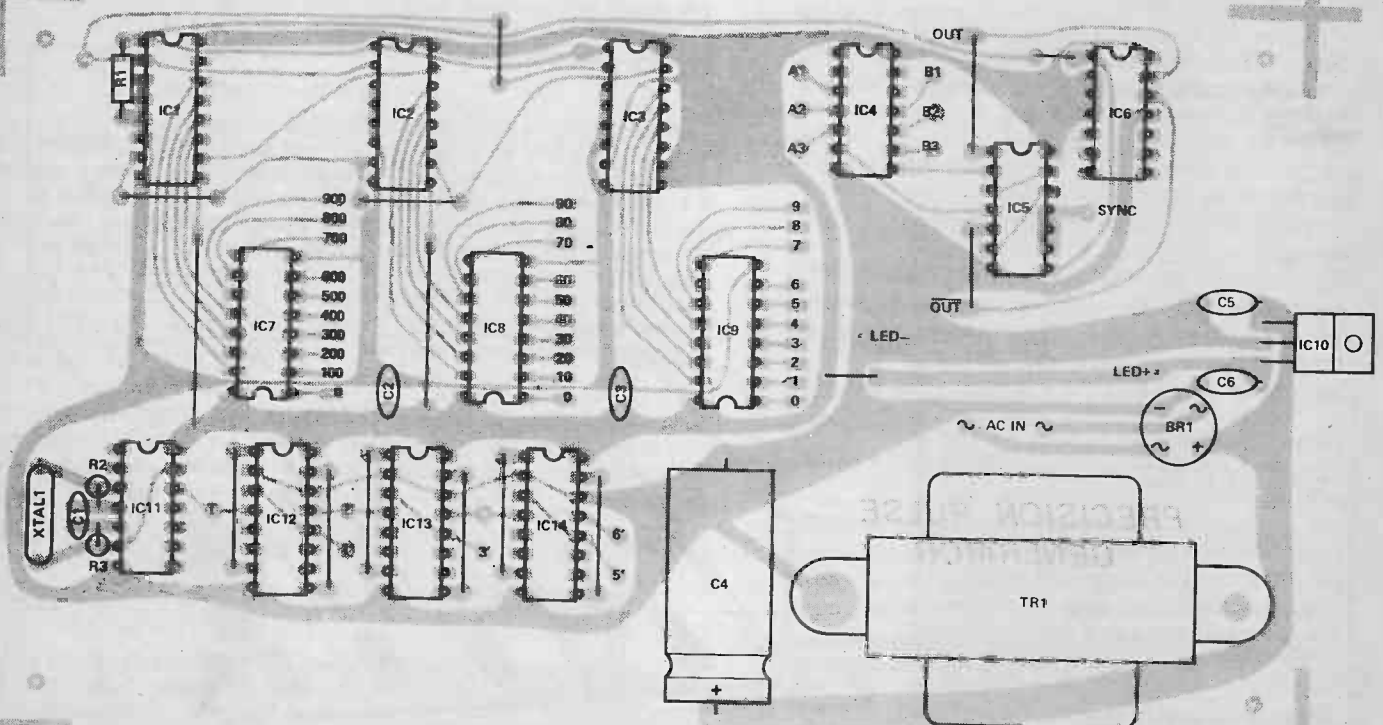 R1
IC1
IC2
IC3
A1
A2
A3
IC4
B1
B2
B3
OUT
IC5
IC6
SYNC
OUT
900
800
700
600
500
400
300
200
100
0
IC7
90
80
70
60
50
40
30
20
10
0
IC8
9
8
7
6
5
4
3
2
1
0
IC9
C2
C3
LED–
LED+
C5
IC10
C6
~ AC IN ~
– ~
BR1
~ +
XTAL1
C1
R2
R3
IC11
IC12
IC13
3'
IC14
6'
5'
C4
+
PRECISION PULSE
GENERATOR
TR1